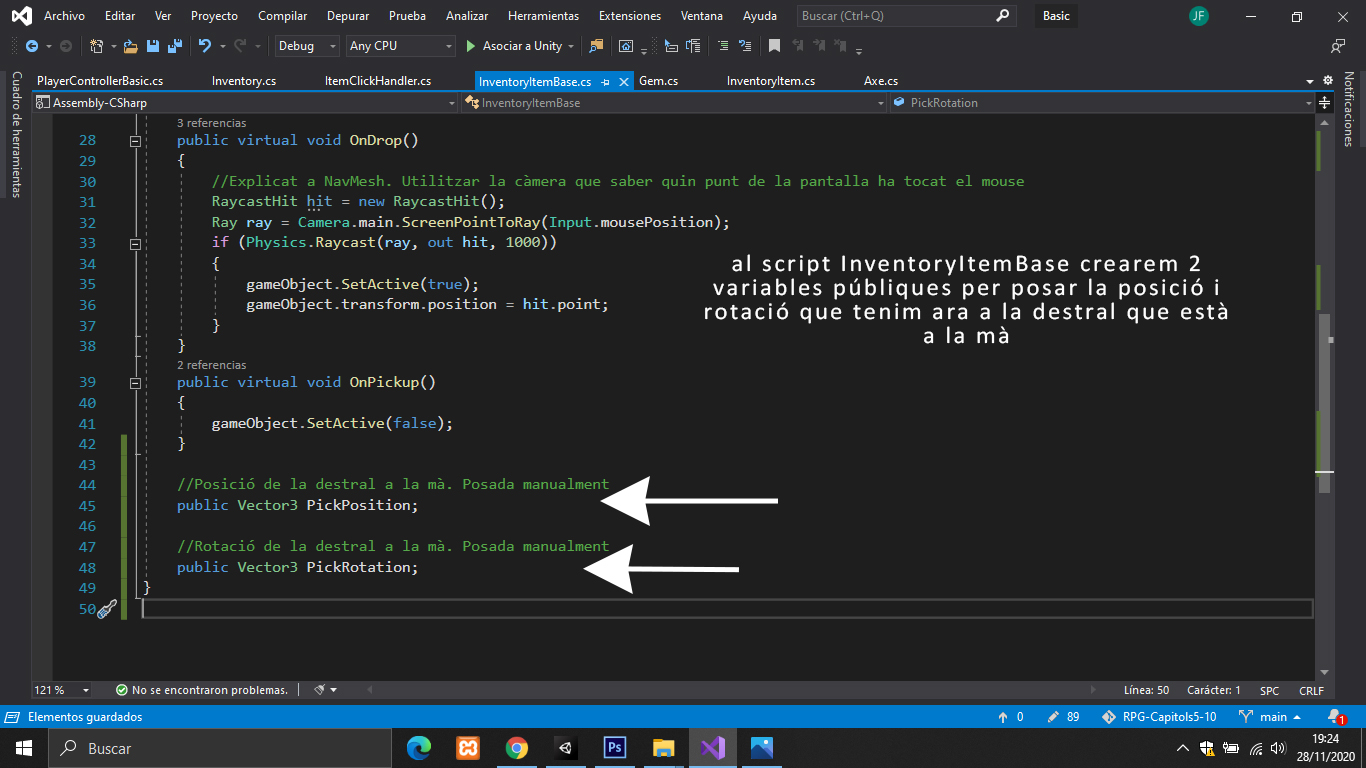 Archivo Editar Ver Proyecto Compilar Depurar Prueba Analizar Herramientas Extensiones Ventana Ayuda Buscar (Ctrl+Q) Basic JF
Debug Any CPU Asociar a Unity
PlayerControllerBasic.cs Inventory.cs ItemClickHandler.cs InventoryItemBase.cs Gem.cs InventoryItem.cs Axe.cs
Assembly-CSharp InventoryItemBase PickRotation
Cuadro de herramientas
Notificaciones
3 referencias
28 public virtual void OnDrop()
29 {
30 //Explicat a NavMesh. Utilitzar la càmera que saber quin punt de la pantalla ha tocat el mouse
31 RaycastHit hit = new RaycastHit();
32 Ray ray = Camera.main.ScreenPointToRay(Input.mousePosition);
33 if (Physics.Raycast(ray, out hit, 1000))
34 {
35 gameObject.SetActive(true);
36 gameObject.transform.position = hit.point;
37 }
38 }
al script InventoryItemBase crearem 2
variables públiques per posar la posició i
rotació que tenim ara a la destral que està
a la mà
2 referencias
39 public virtual void OnPickup()
40 {
41 gameObject.SetActive(false);
42 }
43
44 //Posició de la destral a la mà. Posada manualment
45 public Vector3 PickPosition;
46
47 //Rotació de la destral a la mà. Posada manualment
48 public Vector3 PickRotation;
49 }
50
121 % No se encontraron problemas. Línea: 50 Carácter: 1 SPC CRLF
Elementos guardados 0 89 RPG-Capitols5-10 main 1
Buscar Ps 19:24
28/11/2020